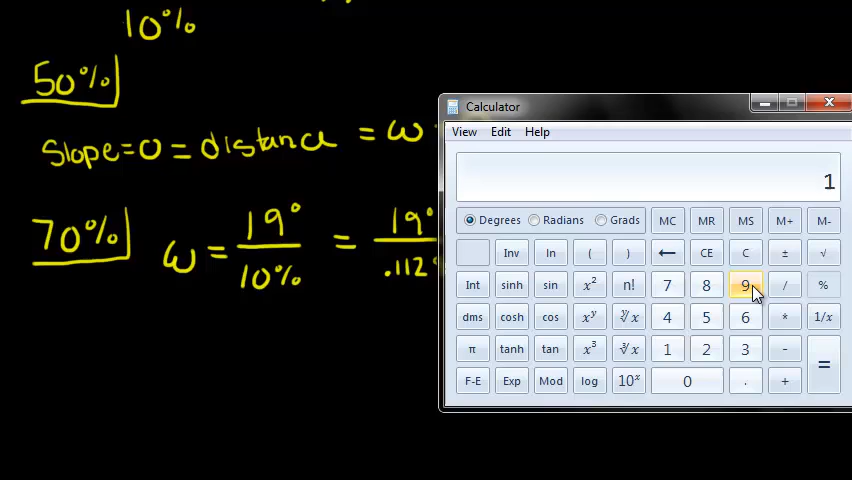 10%
50%
Slope=0 = distance = ω
70% ω = 19° / 10% = 19° / .112
Calculator
View Edit Help
1
Degrees Radians Grads MC MR MS M+ M-
Inv ln ( ) ← CE C ± √
Int sinh sin x² n! 7 8 9 / %
dms cosh cos xʸ ʸ√x 4 5 6 * 1/x
π tanh tan x³ ³√x 1 2 3 - =
F-E Exp Mod log 10ˣ 0 . +